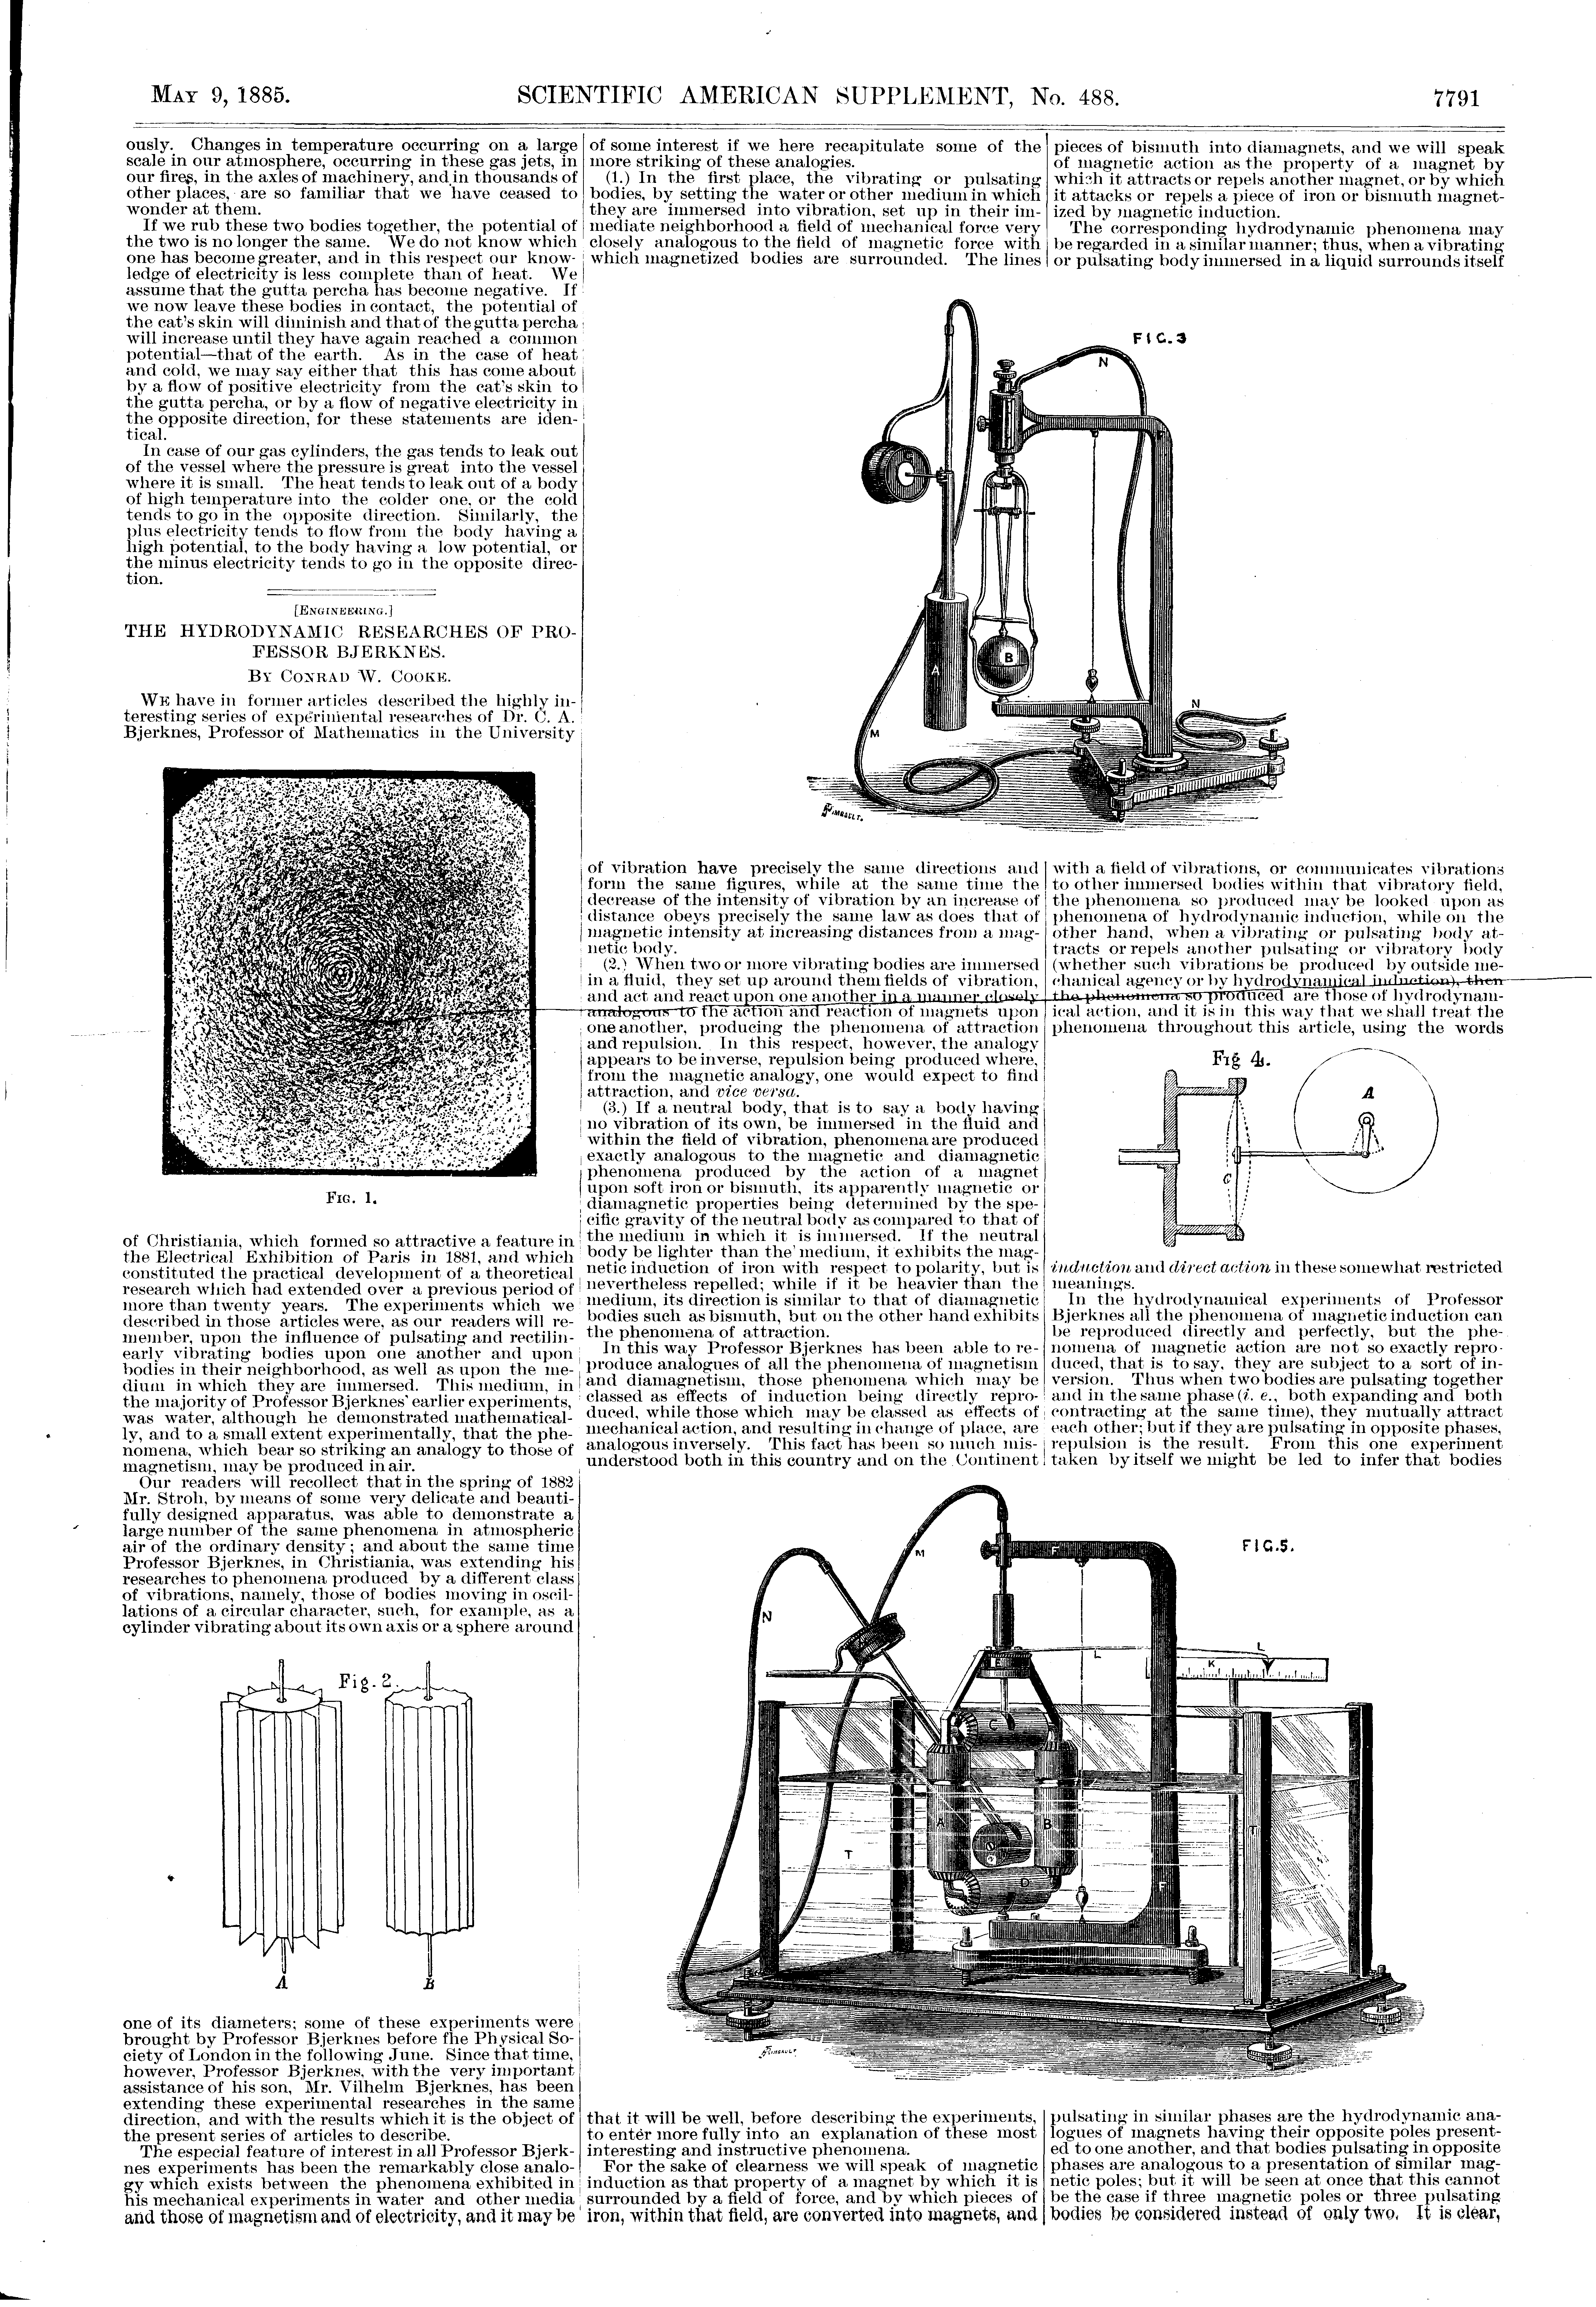 MAY 9, 1885.
SCIENTIFIC AMERICAN SUPPLEMENT, No. 488.
7791
ously. Changes in temperature occurring on a large
scale in our atmosphere, occurring in these gas jets, in
our fires, in the axles of machinery, and in thousands of
other places, are so familiar that we have ceased to
wonder at them.
If we rub these two bodies together, the potential of
the two is no longer the same. We do not know which
one has become greater, and in this respect our know-
ledge of electricity is less complete than of heat. We
assume that the gutta percha has become negative. If
we now leave these bodies in contact, the potential of
the cat's skin will diminish and that of the gutta percha
will increase until they have again reached a common
potential—that of the earth. As in the case of heat
and cold, we may say either that this has come about
by a flow of positive electricity from the cat's skin to
the gutta percha, or by a flow of negative electricity in
the opposite direction, for these statements are iden-
tical.
In case of our gas cylinders, the gas tends to leak out
of the vessel where the pressure is great into the vessel
where it is small. The heat tends to leak out of a body
of high temperature into the colder one, or the cold
tends to go in the opposite direction. Similarly, the
plus electricity tends to flow from the body having a
high potential, to the body having a low potential, or
the minus electricity tends to go in the opposite direc-
tion.
[ENGINEERING.]
THE HYDRODYNAMIC RESEARCHES OF PRO-
FESSOR BJERKNES.
BY CONRAD W. COOKE.
WE have in former articles described the highly in-
teresting series of experimental researches of Dr. C. A.
Bjerknes, Professor of Mathematics in the University
FIG. 1.
of Christiania, which formed so attractive a feature in
the Electrical Exhibition of Paris in 1881, and which
constituted the practical development of a theoretical
research which had extended over a previous period of
more than twenty years. The experiments which we
described in those articles were, as our readers will re-
member, upon the influence of pulsating and rectilin-
early vibrating bodies upon one another and upon
bodies in their neighborhood, as well as upon the me-
dium in which they are immersed. This medium, in
the majority of Professor Bjerknes' earlier experiments,
was water, although he demonstrated mathematical-
ly, and to a small extent experimentally, that the phe-
nomena, which bear so striking an analogy to those of
magnetism, may be produced in air.
Our readers will recollect that in the spring of 1882
Mr. Stroh, by means of some very delicate and beauti-
fully designed apparatus, was able to demonstrate a
large number of the same phenomena in atmospheric
air of the ordinary density; and about the same time
Professor Bjerknes, in Christiania, was extending his
researches to phenomena produced by a different class
of vibrations, namely, those of bodies moving in oscil-
lations of a circular character, such, for example, as a
cylinder vibrating about its own axis or a sphere around
Fig. 2.
A
B
one of its diameters; some of these experiments were
brought by Professor Bjerknes before the Physical So-
ciety of London in the following June. Since that time,
however, Professor Bjerknes, with the very important
assistance of his son, Mr. Vilhelm Bjerknes, has been
extending these experimental researches in the same
direction, and with the results which it is the object of
the present series of articles to describe.
The especial feature of interest in all Professor Bjerk-
nes experiments has been the remarkably close analo-
gy which exists between the phenomena exhibited in
his mechanical experiments in water and other media
and those of magnetism and of electricity, and it may be
of some interest if we here recapitulate some of the
more striking of these analogies.
(1.) In the first place, the vibrating or pulsating
bodies, by setting the water or other medium in which
they are immersed into vibration, set up in their im-
mediate neighborhood a field of mechanical force very
closely analogous to the field of magnetic force with
which magnetized bodies are surrounded. The lines
FIG. 3
N
A
B
M
N
of vibration have precisely the same directions and
form the same figures, while at the same time the
decrease of the intensity of vibration by an increase of
distance obeys precisely the same law as does that of
magnetic intensity at increasing distances from a mag-
netic body.
(2.) When two or more vibrating bodies are immersed
in a fluid, they set up around them fields of vibration,
and act and react upon one another in a manner closely
analogous to the action and reaction of magnets upon
one another, producing the phenomena of attraction
and repulsion. In this respect, however, the analogy
appears to be inverse, repulsion being produced where,
from the magnetic analogy, one would expect to find
attraction, and vice versa.
(3.) If a neutral body, that is to say a body having
no vibration of its own, be immersed in the fluid and
within the field of vibration, phenomena are produced
exactly analogous to the magnetic and diamagnetic
phenomena produced by the action of a magnet
upon soft iron or bismuth, its apparently magnetic or
diamagnetic properties being determined by the spe-
cific gravity of the neutral body as compared to that of
the medium in which it is immersed. If the neutral
body be lighter than the medium, it exhibits the mag-
netic induction of iron with respect to polarity, but is
nevertheless repelled; while if it be heavier than the
medium, its direction is similar to that of diamagnetic
bodies such as bismuth, but on the other hand exhibits
the phenomena of attraction.
In this way Professor Bjerknes has been able to re-
produce analogues of all the phenomena of magnetism
and diamagnetism, those phenomena which may be
classed as effects of induction being directly repro-
duced, while those which may be classed as effects of
mechanical action, and resulting in change of place, are
analogous inversely. This fact has been so much mis-
understood both in this country and on the Continent
that it will be well, before describing the experiments,
to enter more fully into an explanation of these most
interesting and instructive phenomena.
For the sake of clearness we will speak of magnetic
induction as that property of a magnet by which it is
surrounded by a field of force, and by which pieces of
iron, within that field, are converted into magnets, and
pieces of bismuth into diamagnets, and we will speak
of magnetic action as the property of a magnet by
which it attracts or repels another magnet, or by which
it attacks or repels a piece of iron or bismuth magnet-
ized by magnetic induction.
The corresponding hydrodynamic phenomena may
be regarded in a similar manner; thus, when a vibrating
or pulsating body immersed in a liquid surrounds itself
with a field of vibrations, or communicates vibrations
to other immersed bodies within that vibratory field,
the phenomena so produced may be looked upon as
phenomena of hydrodynamic induction, while on the
other hand, when a vibrating or pulsating body at-
tracts or repels another pulsating or vibratory body
(whether such vibrations be produced by outside me-
chanical agency or by hydrodynamical induction), then
the phenomena so produced are those of hydrodynam-
ical action, and it is in this way that we shall treat the
phenomena throughout this article, using the words
Fig 4.
A
C
induction and direct action in these somewhat restricted
meanings.
In the hydrodynamical experiments of Professor
Bjerknes all the phenomena of magnetic induction can
be reproduced directly and perfectly, but the phe-
nomena of magnetic action are not so exactly repro-
duced, that is to say, they are subject to a sort of in-
version. Thus when two bodies are pulsating together
and in the same phase (i. e., both expanding and both
contracting at the same time), they mutually attract
each other; but if they are pulsating in opposite phases,
repulsion is the result. From this one experiment
taken by itself we might be led to infer that bodies
FIG. 5.
M
F
N
L
L
K
E
C
A
B
T
T
D
F
pulsating in similar phases are the hydrodynamic ana-
logues of magnets having their opposite poles present-
ed to one another, and that bodies pulsating in opposite
phases are analogous to a presentation of similar mag-
netic poles; but it will be seen at once that this cannot
be the case if three magnetic poles or three pulsating
bodies be considered instead of only two. It is clear,